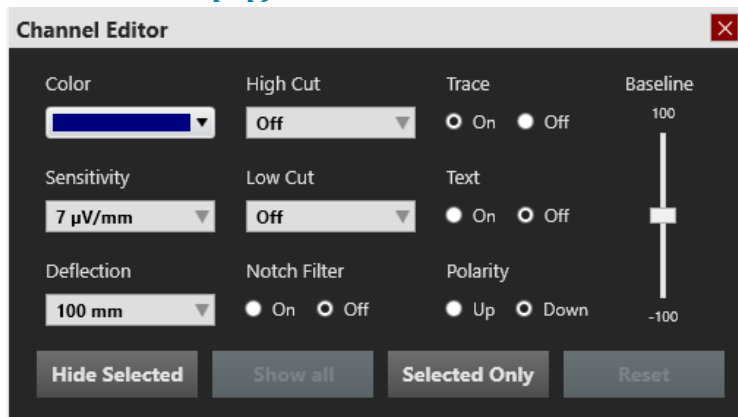 Channel Editor
Color High Cut Trace Baseline
100
Off On Off
Sensitivity Low Cut Text
7 µV/mm Off On Off
Deflection Notch Filter Polarity
100 mm On Off Up Down
-100
Hide Selected Show all Selected Only Reset